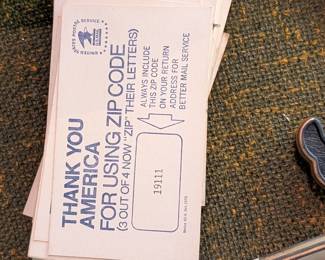 UNITED STATES POSTAL SERVICE
THANK YOU
AMERICA
FOR USING ZIP CODE
(3 OUT OF 4 NOW "ZIP" THEIR LETTERS)
ALWAYS INCLUDE
THIS ZIP CODE
ON YOUR RETURN
ADDRESS FOR
BETTER MAIL SERVICE
19111